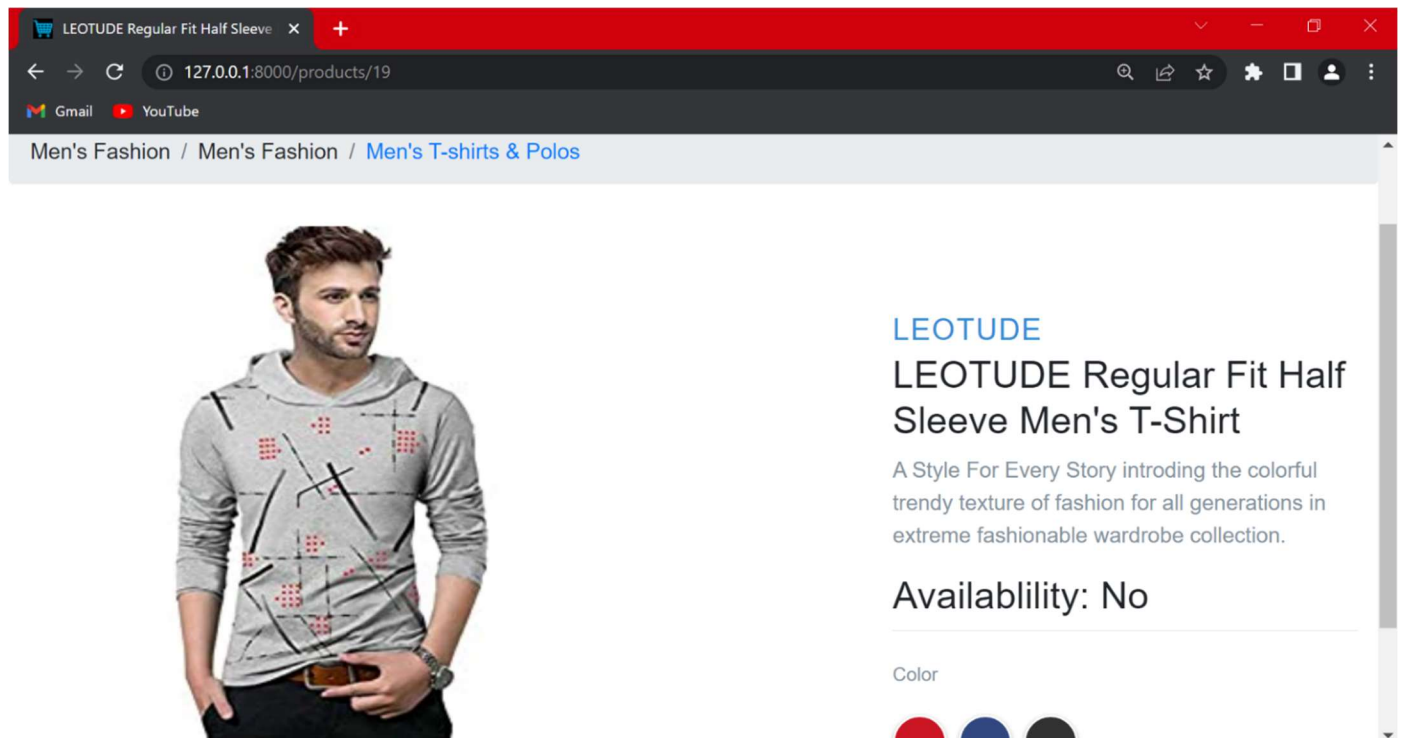 LEOTUDE Regular Fit Half Sleeve
127.0.0.1:8000/products/19
Gmail YouTube
Men's Fashion / Men's Fashion / Men's T-shirts & Polos
LEOTUDE
LEOTUDE Regular Fit Half
Sleeve Men's T-Shirt
A Style For Every Story introding the colorful
trendy texture of fashion for all generations in
extreme fashionable wardrobe collection.
Availablility: No
Color